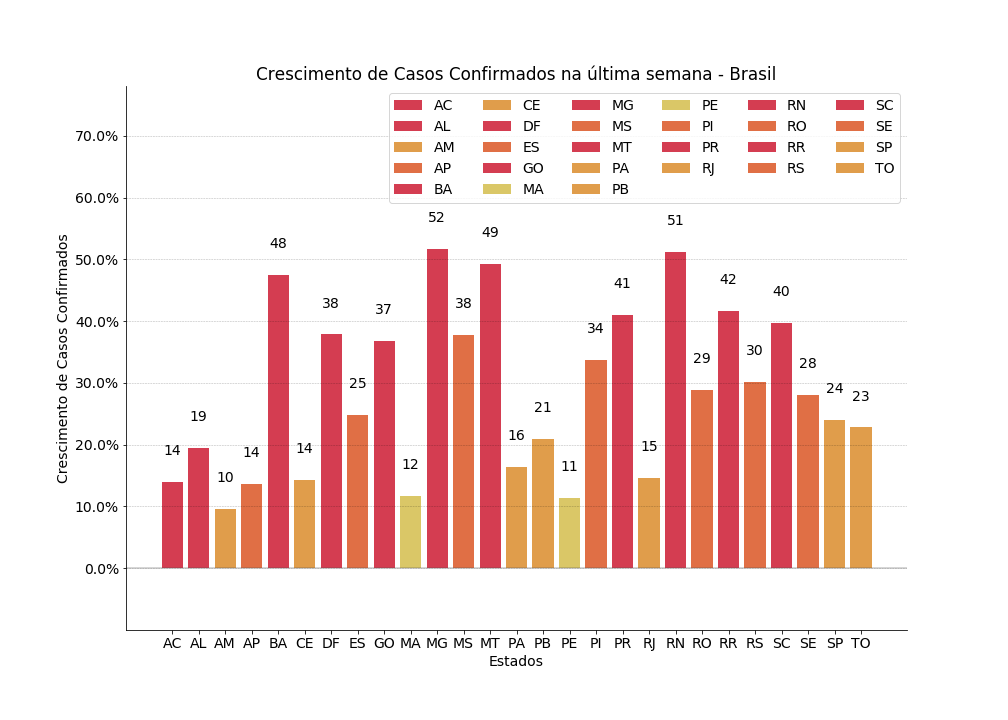 Crescimento de Casos Confirmados na última semana - Brasil
AC CE MG PE RN SC
AL DF MS PI RO SE
AM ES MT PR RR SP
AP GO PA RJ RS TO
BA MA PB
70.0%
60.0%
50.0%
40.0%
30.0%
20.0%
10.0%
0.0%
Crescimento de Casos Confirmados
14 19 10 14 48 14 38 25 37 12 52 38 49 16 21 11 34 41 15 51 29 42 30 40 28 24 23
AC AL AM AP BA CE DF ES GO MA MG MS MT PA PB PE PI PR RJ RN RO RR RS SC SE SP TO
Estados